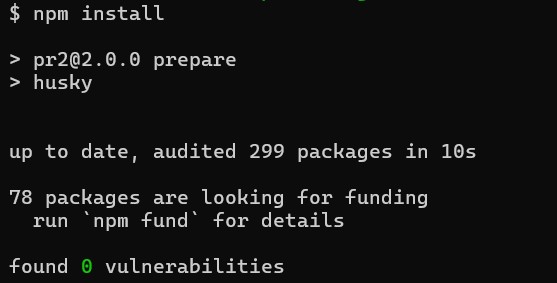 $ npm install
> pr2@2.0.0 prepare
> husky
up to date, audited 299 packages in 10s
78 packages are looking for funding
run `npm fund` for details
found 0 vulnerabilities